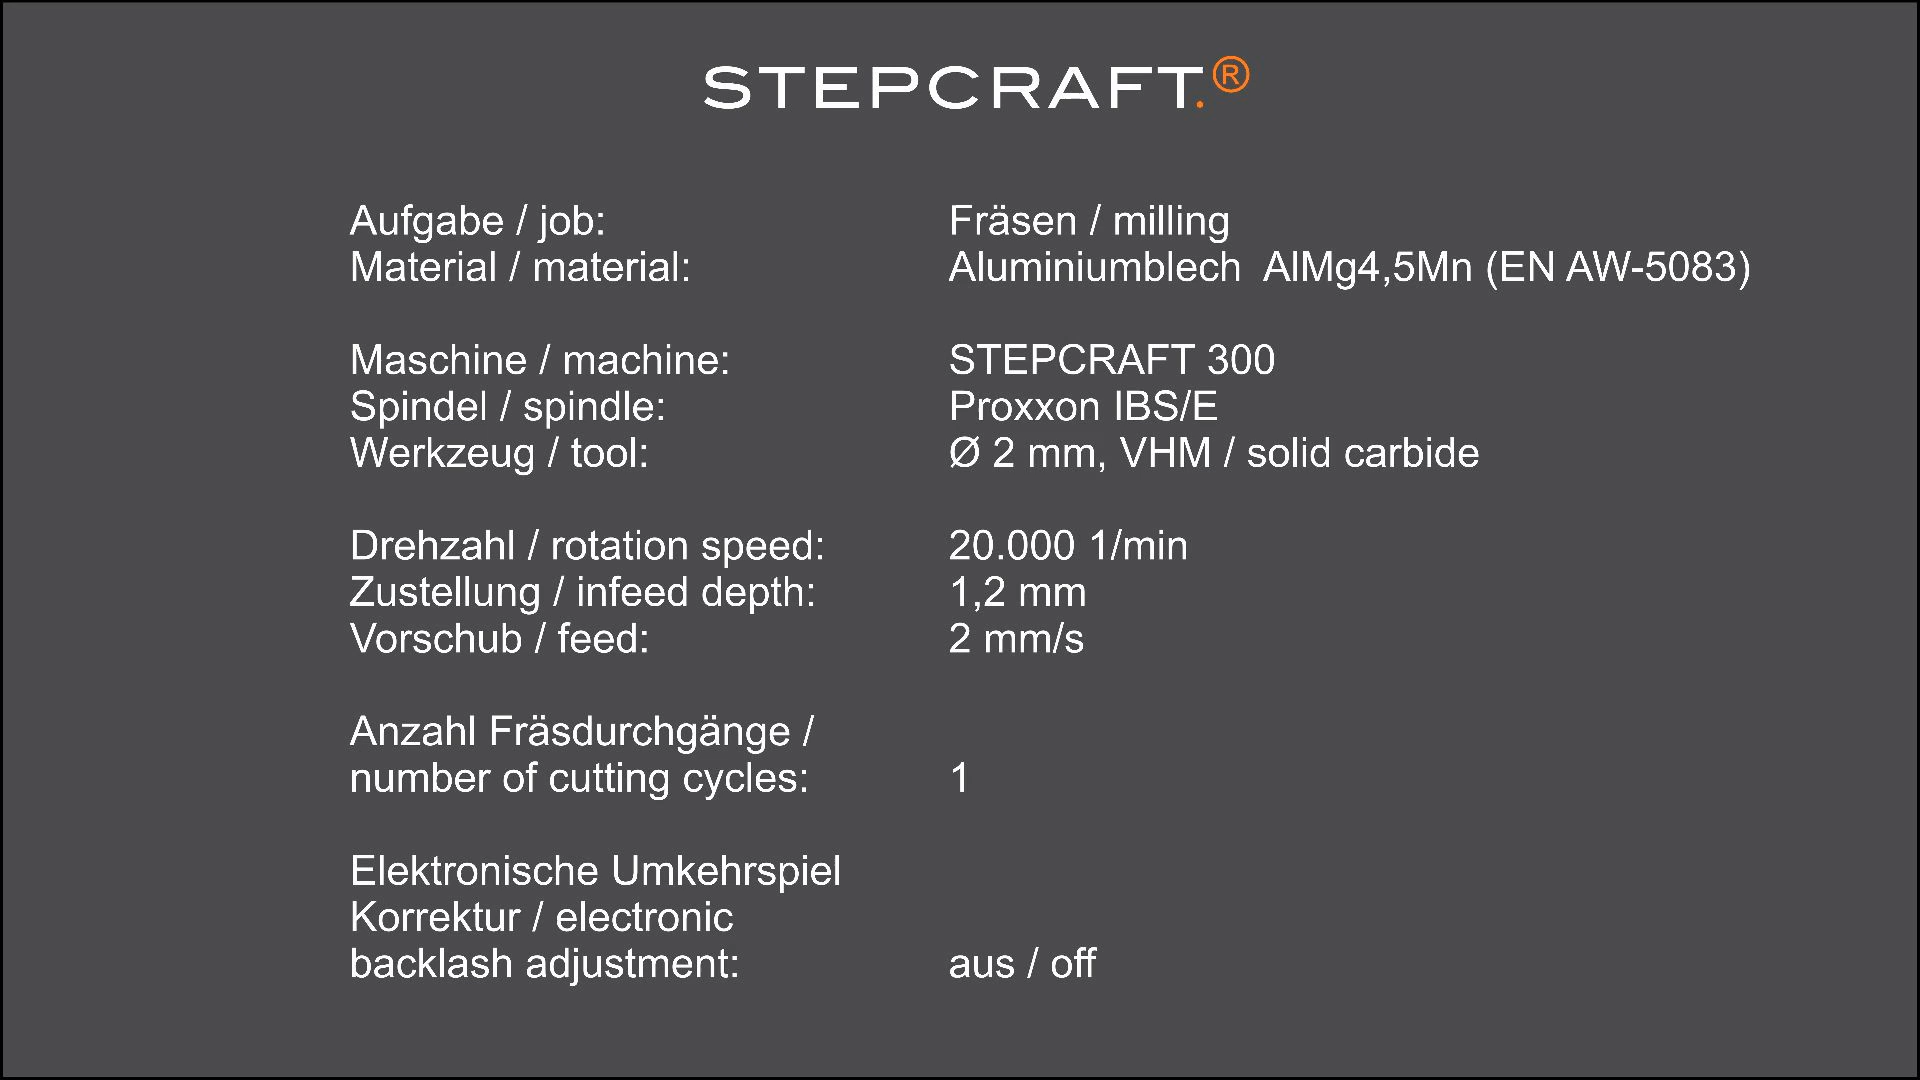 STEPCRAFT.®
Aufgabe / job: Fräsen / milling
Material / material: Aluminiumblech AlMg4,5Mn (EN AW-5083)
Maschine / machine: STEPCRAFT 300
Spindel / spindle: Proxxon IBS/E
Werkzeug / tool: Ø 2 mm, VHM / solid carbide
Drehzahl / rotation speed: 20.000 1/min
Zustellung / infeed depth: 1,2 mm
Vorschub / feed: 2 mm/s
Anzahl Fräsdurchgänge /
number of cutting cycles: 1
Elektronische Umkehrspiel
Korrektur / electronic
backlash adjustment: aus / off